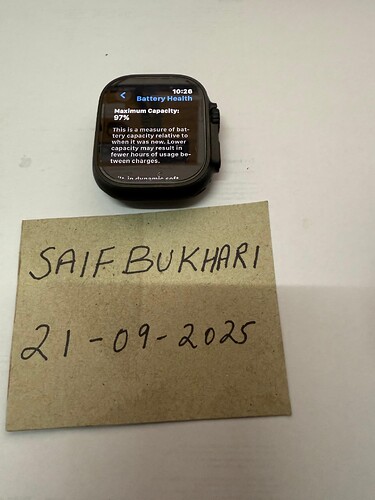 10:26
Battery Health
Maximum Capacity:
97%
This is a measure of bat-
tery capacity relative to
when it was new. Lower
capacity may result in
fewer hours of usage be-
tween charges.
SAIF BUKHARI
21-09-2025